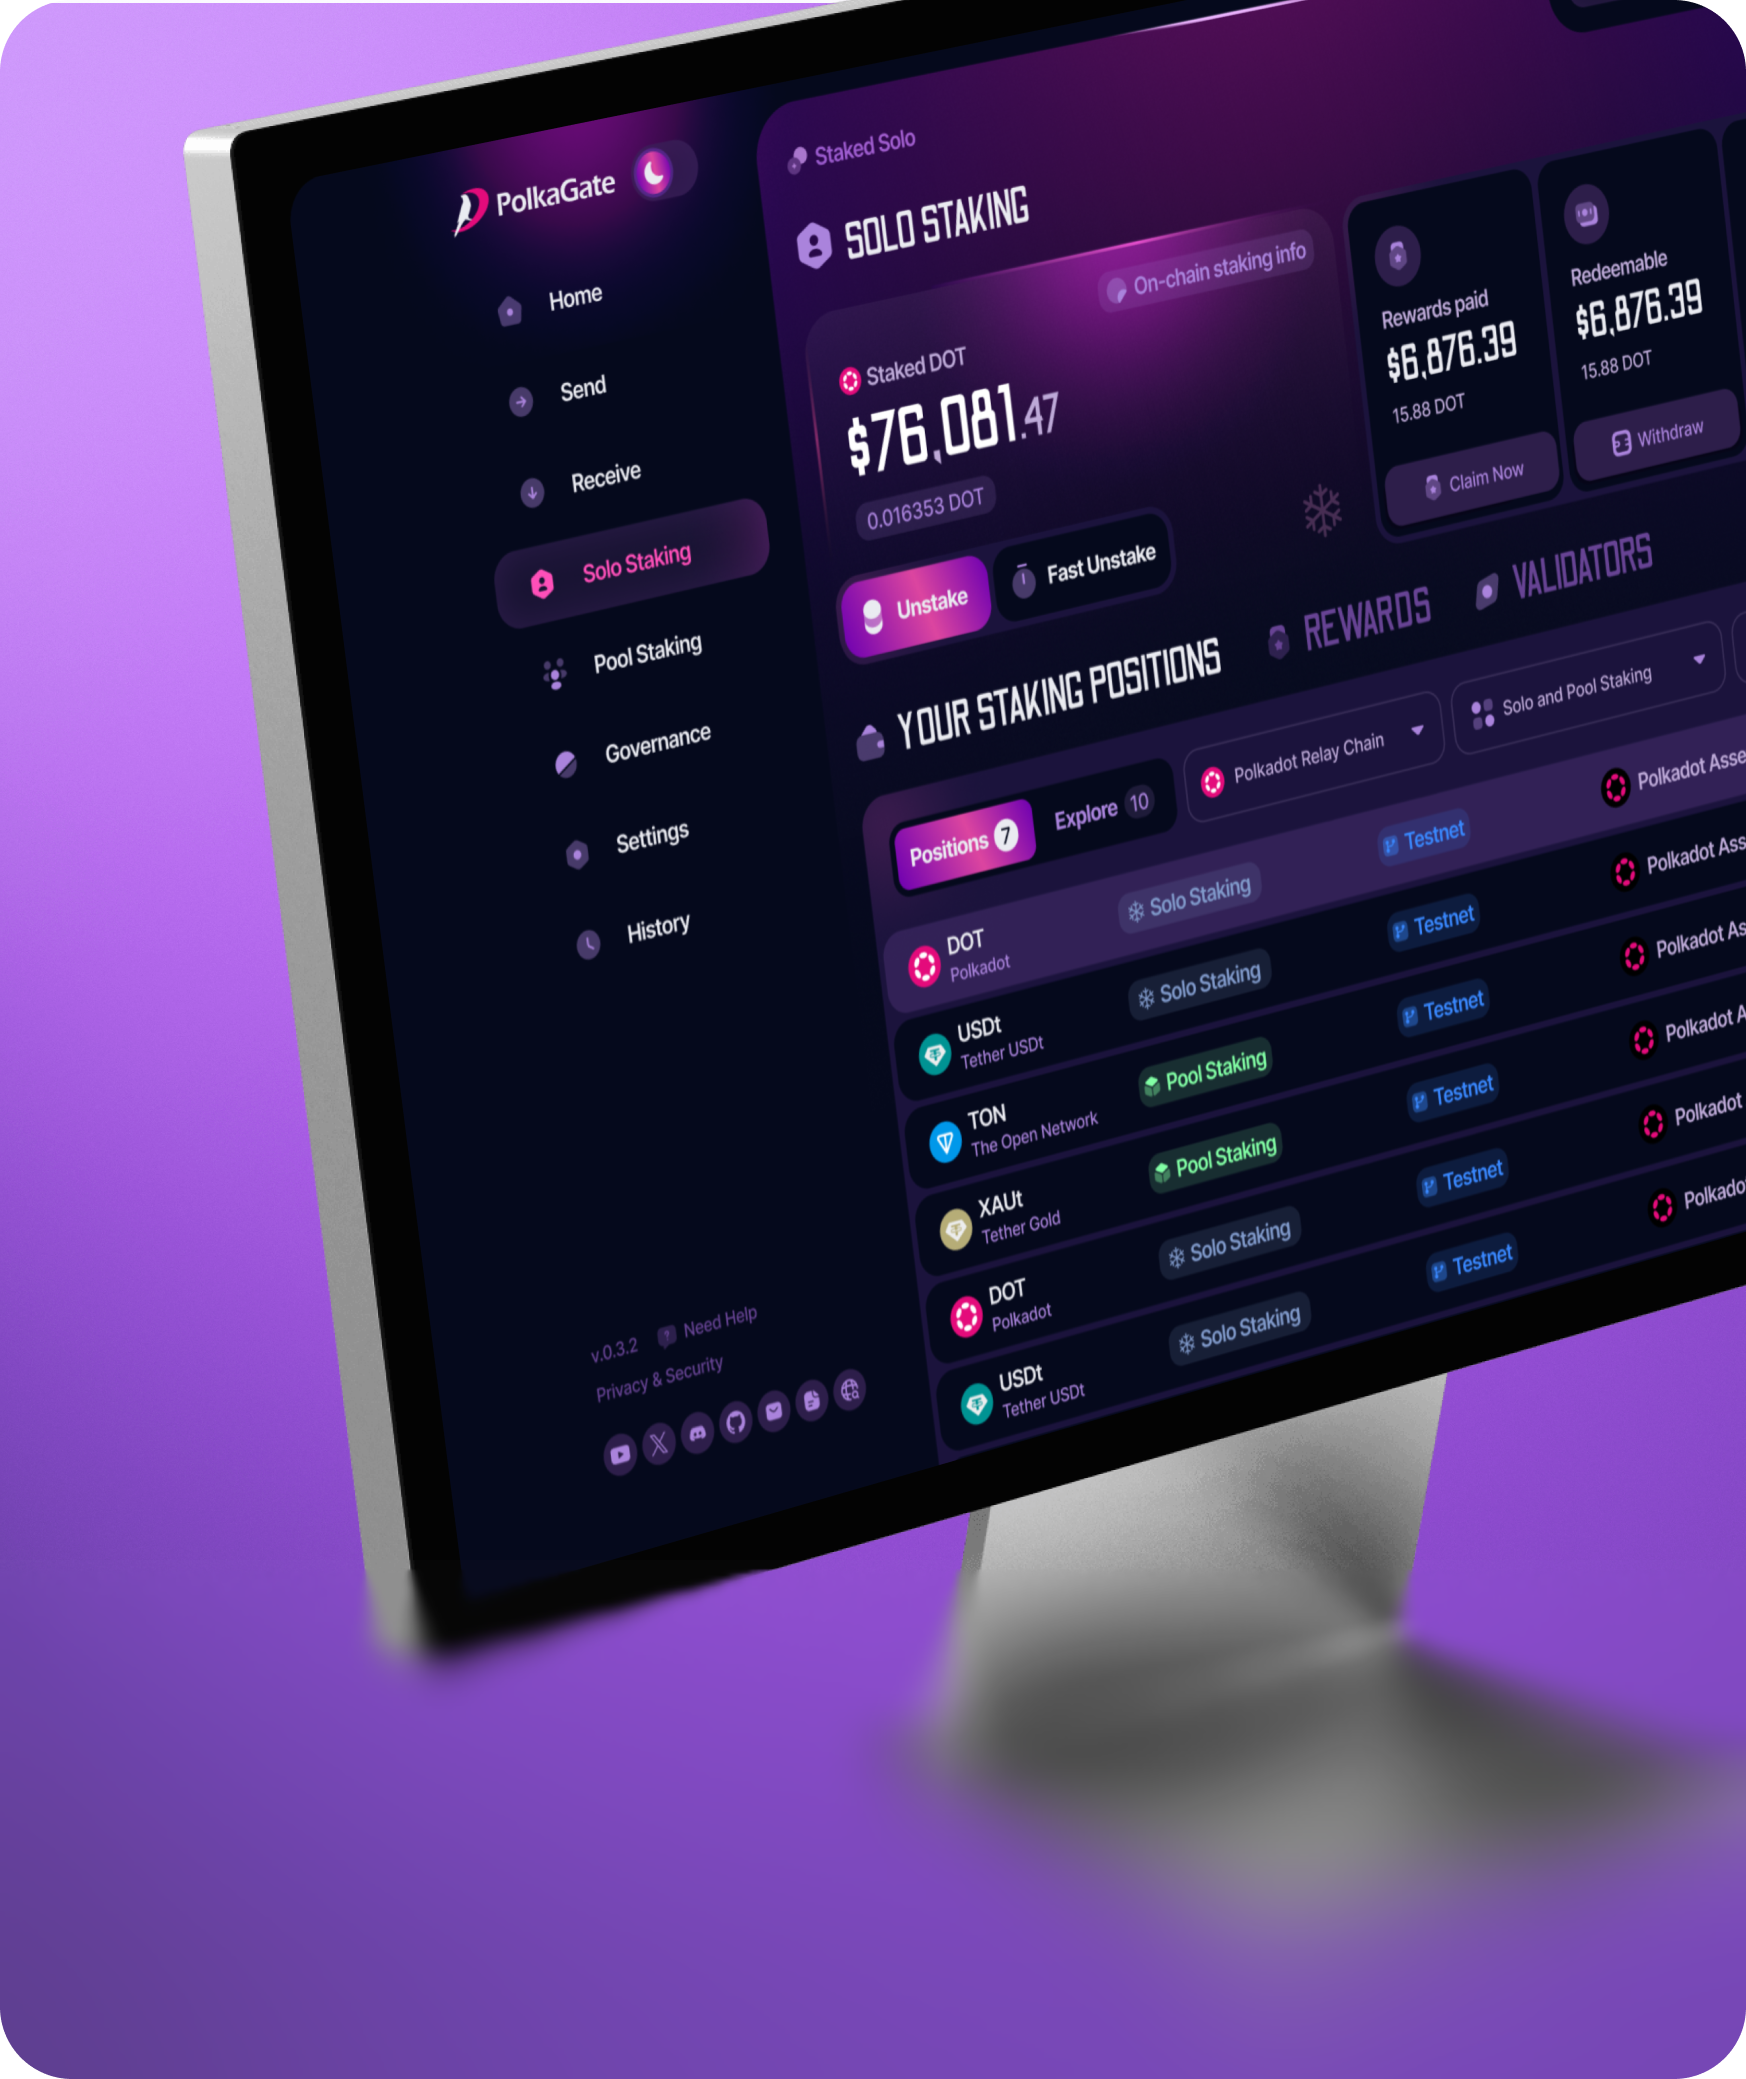 PolkaGate
Home
Send
Receive
Solo Staking
Pool Staking
Governance
Settings
History
v.0.3.2
Need Help
Privacy & Security
Staked Solo
SOLO STAKING
On-chain staking info
Staked DOT
$76,081.47
0.016353 DOT
Unstake
Fast Unstake
Rewards paid
$6,876.39
15.88 DOT
Claim Now
Redeemable
$6,876.39
15.88 DOT
Withdraw
YOUR STAKING POSITIONS
REWARDS
VALIDATORS
Positions 7
Explore 10
Polkadot Relay Chain
Solo and Pool Staking
DOT
Polkadot
Solo Staking
Testnet
Polkadot Asse
USDt
Tether USDt
Solo Staking
Testnet
Polkadot Ass
TON
The Open Network
Pool Staking
Testnet
Polkadot As
XAUt
Tether Gold
Pool Staking
Testnet
Polkadot A
DOT
Polkadot
Solo Staking
Testnet
Polkadot
USDt
Tether USDt
Solo Staking
Testnet
Polkado